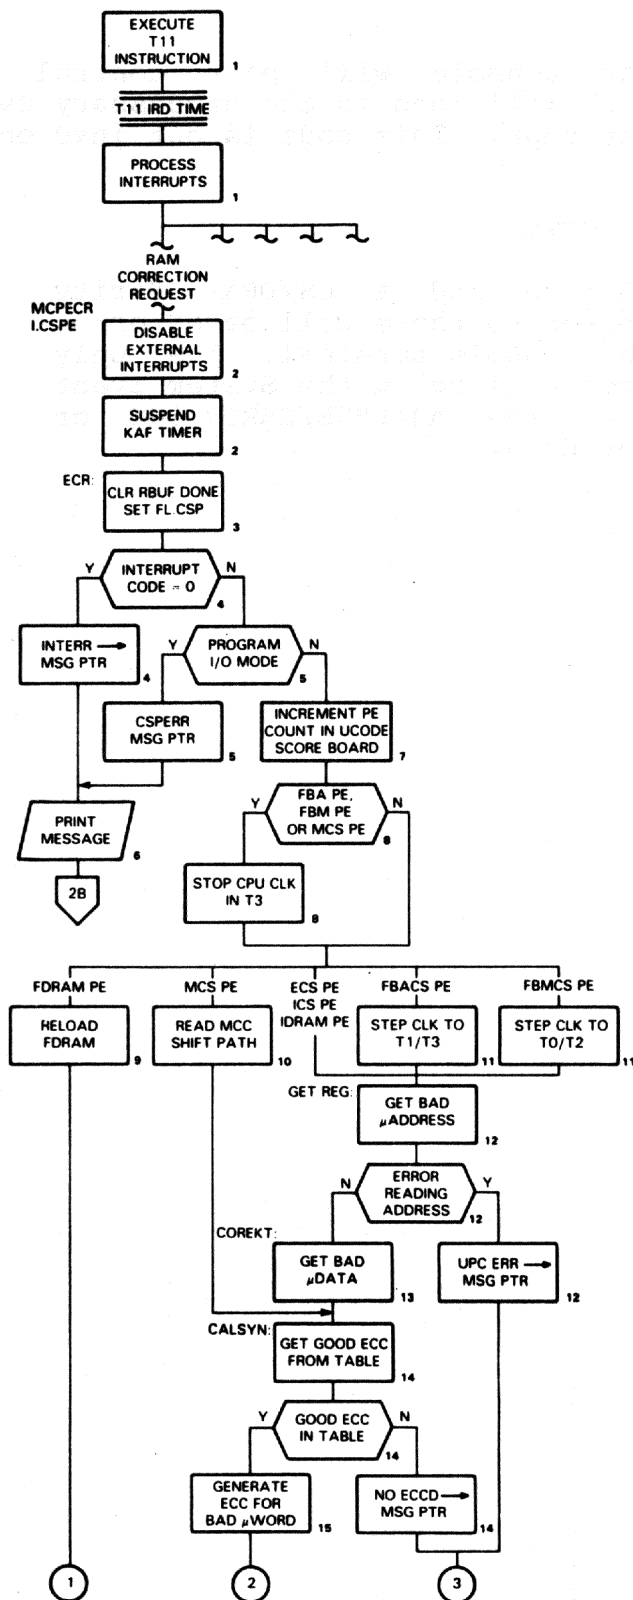 EXECUTE
T11
INSTRUCTION
1
T11 IRD TIME
PROCESS
INTERRUPTS
1
RAM
CORRECTION
REQUEST
MCPECR
I.CSPE
DISABLE
EXTERNAL
INTERRUPTS
2
SUSPEND
KAF TIMER
2
ECR:
CLR RBUF DONE
SET FL.CSP
3
Y
INTERRUPT
CODE = 0
N
4
INTERR →
MSG PTR
4
Y
PROGRAM
I/O MODE
N
5
CSPERR
MSG PTR
5
INCREMENT PE
COUNT IN UCODE
SCORE BOARD
7
PRINT
MESSAGE
6
2B
Y
FBA PE,
FBM PE
OR MCS PE
N
8
STOP CPU CLK
IN T3
8
FDRAM PE
MCS PE
ECS PE
ICS PE
IDRAM PE
FBACS PE
FBMCS PE
HELOAD
FDRAM
9
READ MCC
SHIFT PATH
10
STEP CLK TO
T1/T3
11
STEP CLK TO
T0/T2
11
GET REG:
GET BAD
µADDRESS
12
N
ERROR
READING
ADDRESS
Y
12
COREKT:
GET BAD
µDATA
13
UPC ERR →
MSG PTR
12
CALSYN:
GET GOOD ECC
FROM TABLE
14
Y
GOOD ECC
IN TABLE
N
14
GENERATE
ECC FOR
BAD µWORD
15
NO ECCD →
MSG PTR
14
1
2
3